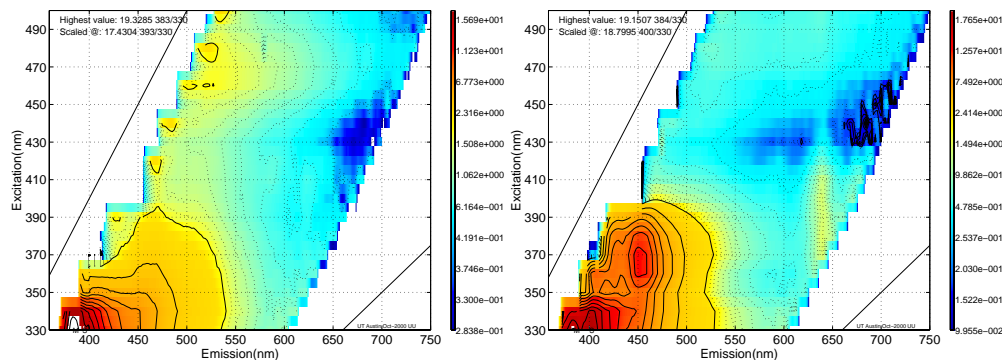 Highest value: 19.3285 383/330
Scaled @: 17.4304 393/330
490
470
450
430
410
390
370
350
330
Excitation(nm)
400
450
500
550
600
650
700
750
Emission(nm)
UT AustinOct-2000 UU
1.569e+001
1.123e+001
6.773e+000
2.316e+000
1.508e+000
1.062e+000
6.164e-001
4.191e-001
3.746e-001
3.300e-001
2.838e-001
Highest value: 19.1507 384/330
Scaled @: 18.7995 400/330
490
470
450
430
410
390
370
350
330
Excitation(nm)
400
450
500
550
600
650
700
750
Emission(nm)
UT AustinOct-2000 UU
1.765e+001
1.257e+001
7.492e+000
2.414e+000
1.494e+000
9.863e-001
4.785e-001
2.537e-001
2.030e-001
1.522e-001
9.955e-002